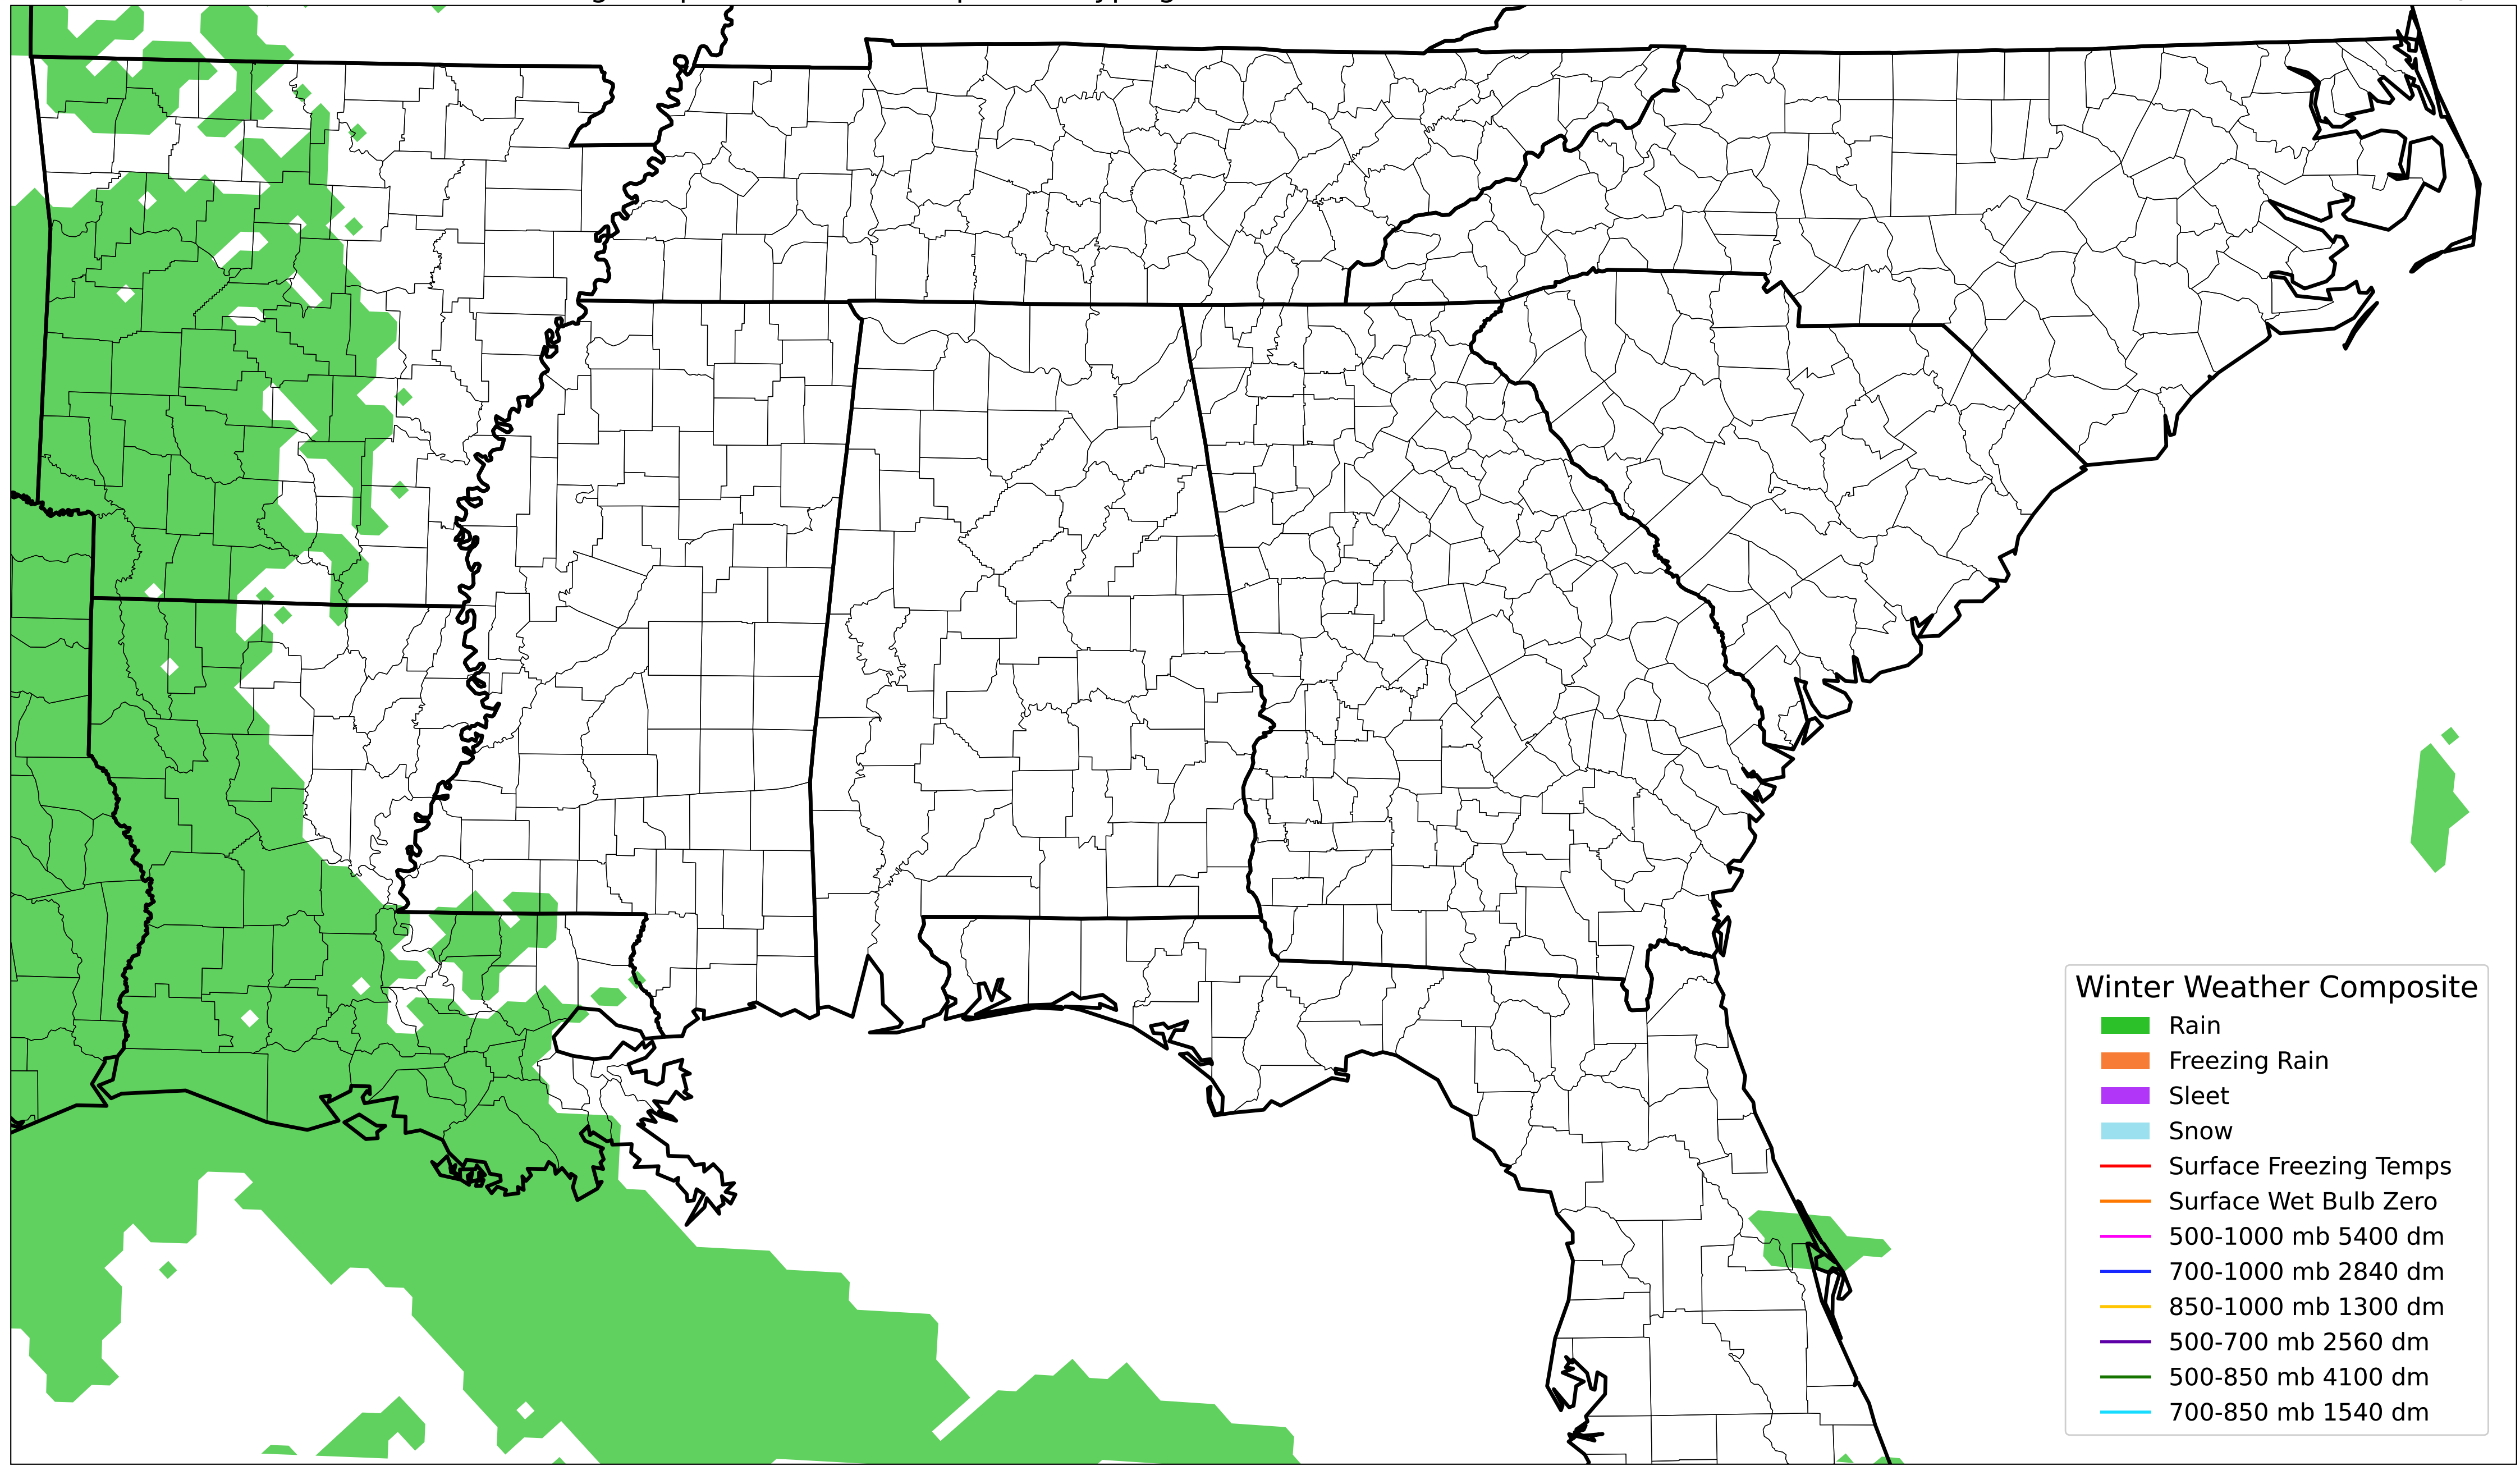 Winter Weather Composite
Rain
Freezing Rain
Sleet
Snow
Surface Freezing Temps
Surface Wet Bulb Zero
500-1000 mb 5400 dm
700-1000 mb 2840 dm
850-1000 mb 1300 dm
500-700 mb 2560 dm
500-850 mb 4100 dm
700-850 mb 1540 dm